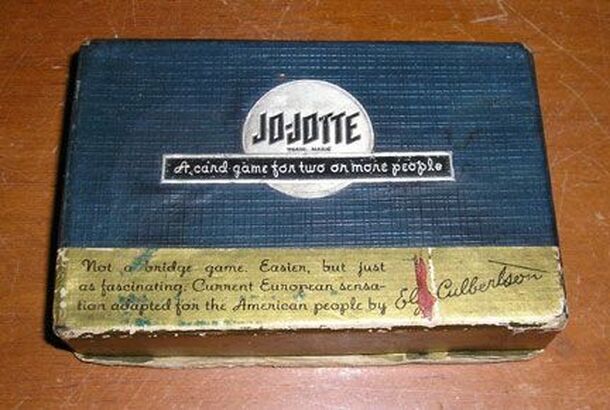 JO-JOTTE
TRADE MARK
A card game for two or more people
Not a bridge game. Easier, but just
as fascinating. Current European sensa-
tion adapted for the American people by Ely Culbertson